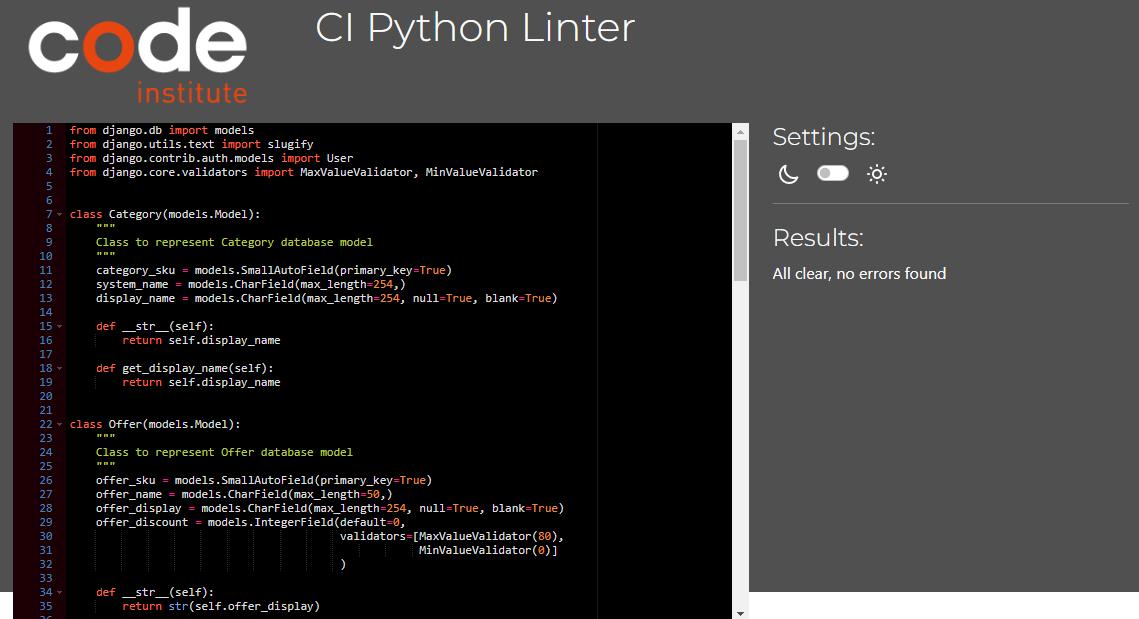 code
institute
CI Python Linter
1 from django.db import models
2 from django.utils.text import slugify
3 from django.contrib.auth.models import User
4 from django.core.validators import MaxValueValidator, MinValueValidator
5
6
7 class Category(models.Model):
8     """
9     Class to represent Category database model
10     """
11     category_sku = models.SmallAutoField(primary_key=True)
12     system_name = models.CharField(max_length=254,)
13     display_name = models.CharField(max_length=254, null=True, blank=True)
14
15     def __str__(self):
16         return self.display_name
17
18     def get_display_name(self):
19         return self.display_name
20
21
22 class Offer(models.Model):
23     """
24     Class to represent Offer database model
25     """
26     offer_sku = models.SmallAutoField(primary_key=True)
27     offer_name = models.CharField(max_length=50,)
28     offer_display = models.CharField(max_length=254, null=True, blank=True)
29     offer_discount = models.IntegerField(default=0,
30                                          validators=[MaxValueValidator(80),
31                                                      MinValueValidator(0)]
32                                          )
33
34     def __str__(self):
35         return str(self.offer_display)
Settings:
Results:
All clear, no errors found